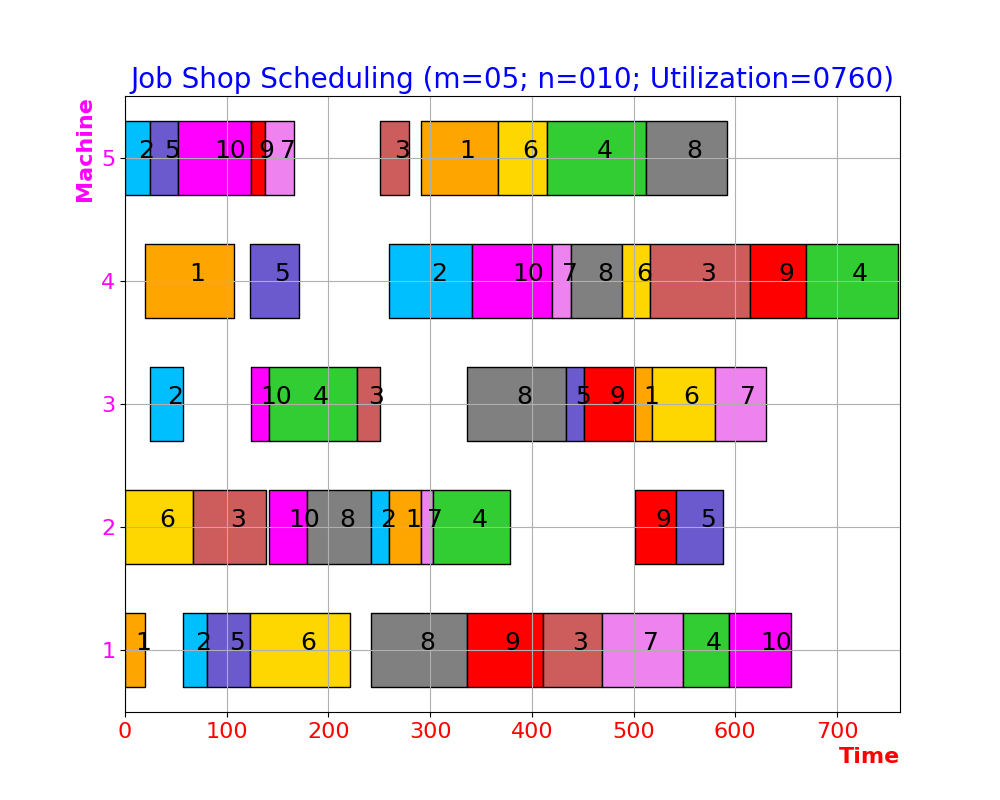 Job Shop Scheduling (m=05; n=010; Utilization=0760)
Machine
5
2 5 10 9 7 3 1 6 4 8
4
1 5 2 10 7 8 6 3 9 4
3
2 10 4 3 8 5 9 1 6 7
2
6 3 10 8 2 1 7 4 9 5
1
1 2 5 6 8 9 3 7 4 10
0 100 200 300 400 500 600 700
Time